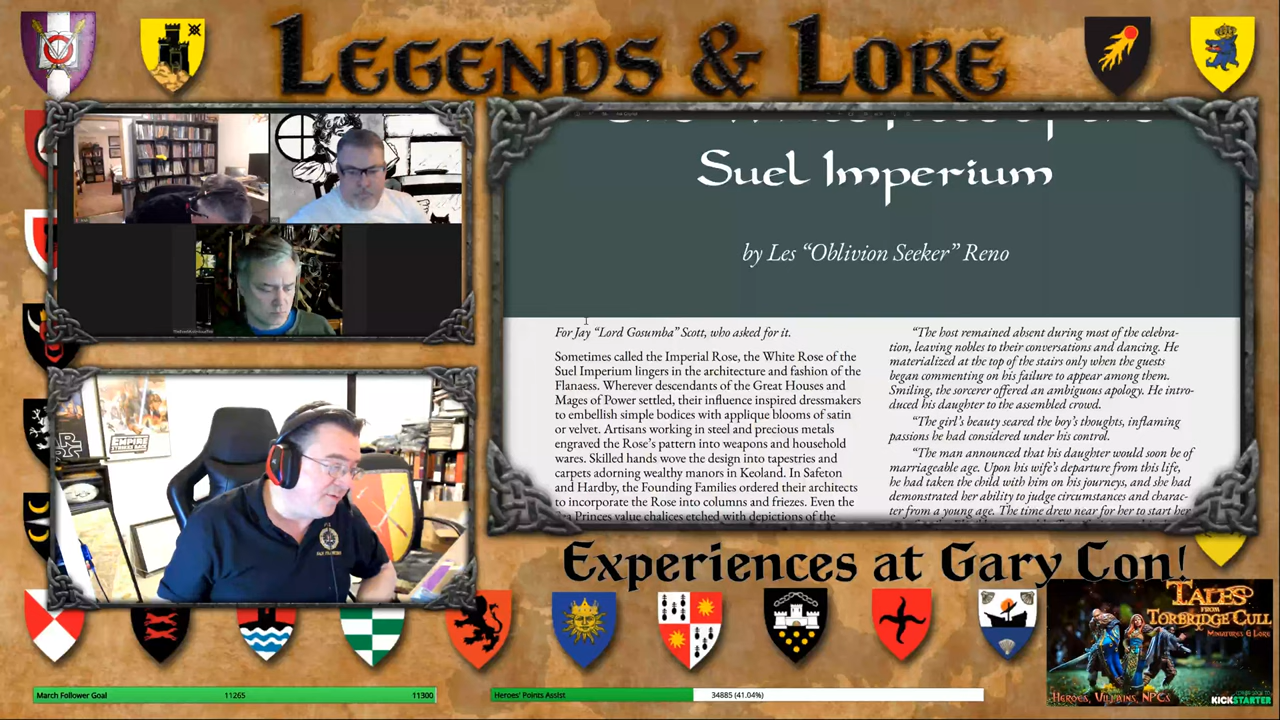 LEGENDS & LORE
Suel Imperium
by Les “Oblivion Seeker” Reno
For Jay “Lord Gosumba” Scott, who asked for it.
Sometimes called the Imperial Rose, the White Rose of the
Suel Imperium lingers in the architecture and fashion of the
Flanaess. Wherever descendants of the Great Houses and
Mages of Power settled, their influence inspired dressmakers
to embellish simple bodices with applique blooms of satin
or velvet. Artisans working in steel and precious metals
engraved the Rose’s pattern into weapons and household
wares. Skilled hands wove the design into tapestries and
carpets adorning wealthy manors in Keoland. In Safeton
and Hardby, the Founding Families ordered their architects
to incorporate the Rose into columns and friezes. Even the
Princes value chalices etched with depictions of the
“The host remained absent during most of the celebra-
tion, leaving nobles to their conversations and dancing. He
materialized at the top of the stairs only when the guests
began commenting on his failure to appear among them.
Smiling, the sorcerer offered an ambiguous apology. He intro-
duced his daughter to the assembled crowd.
“The girl’s beauty seared the boy’s thoughts, inflaming
passions he had considered under his control.
“The man announced that his daughter would soon be of
marriageable age. Upon his wife’s departure from this life,
he had taken the child with him on his journeys, and she had
demonstrated her ability to judge circumstances and charac-
ter from a young age. The time drew near for her to start her
STAR WARS
EMPIRE
Experiences at Gary Con!
TALES
FROM
TORBRIDGE CULL
MINIATURES & LORE
HEROES, VILLAINS, NPCS
KICKSTARTER
March Follower Goal 11265 11300
Heroes' Points Assist 34885 (41.04%)